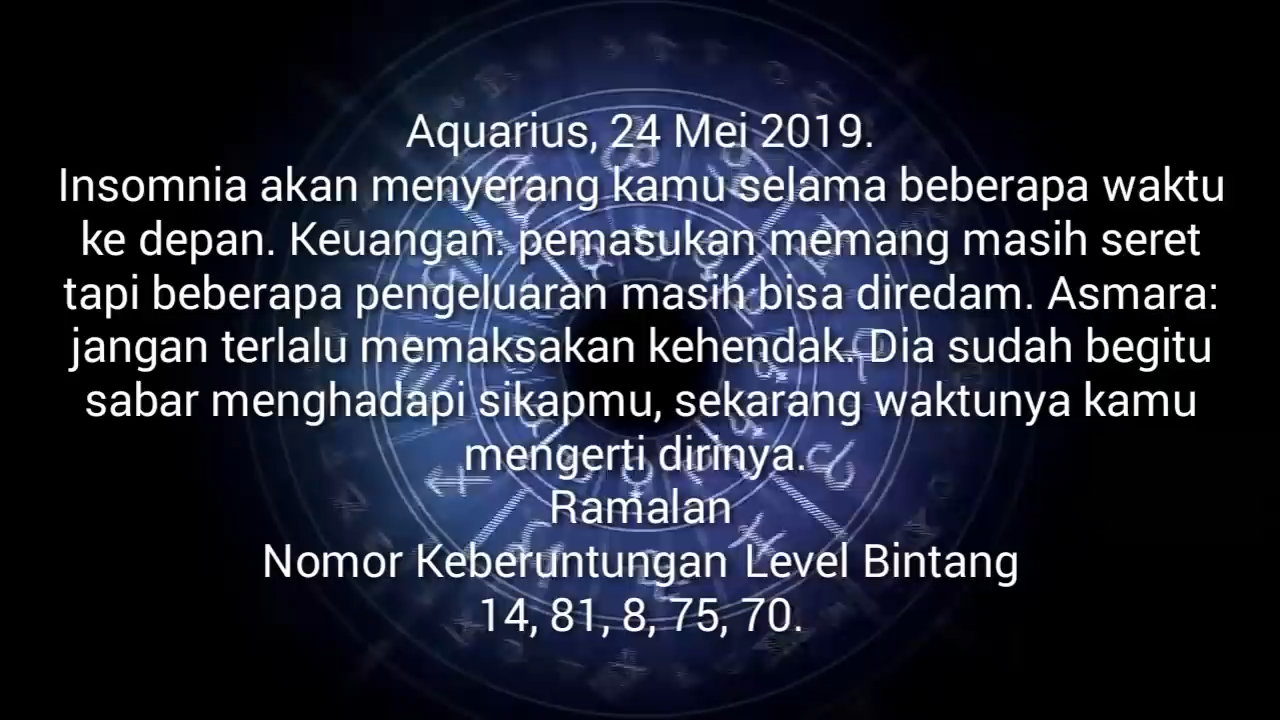 Aquarius, 24 Mei 2019.
Insomnia akan menyerang kamu selama beberapa waktu
ke depan. Keuangan: pemasukan memang masih seret
tapi beberapa pengeluaran masih bisa diredam. Asmara:
jangan terlalu memaksakan kehendak. Dia sudah begitu
sabar menghadapi sikapmu, sekarang waktunya kamu
mengerti dirinya.
Ramalan
Nomor Keberuntungan Level Bintang
14, 81, 8, 75, 70.